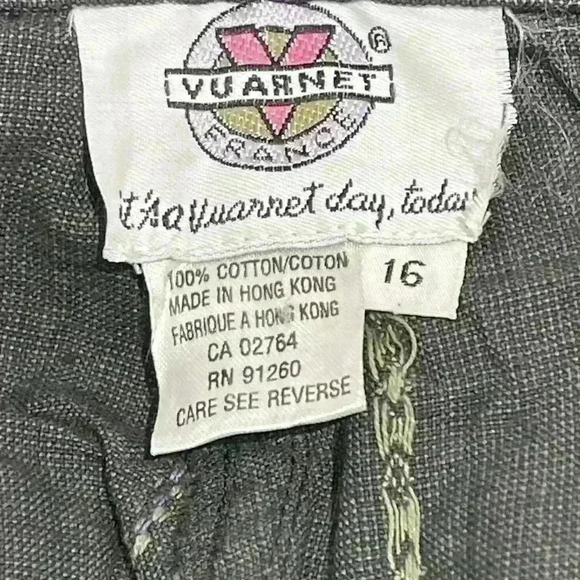 ®
VUARNET
FRANCE
it's a Vuarnet day, today
16
100% COTTON/COTON
MADE IN HONG KONG
FABRIQUE A HONG KONG
CA 02764
RN 91260
CARE SEE REVERSE